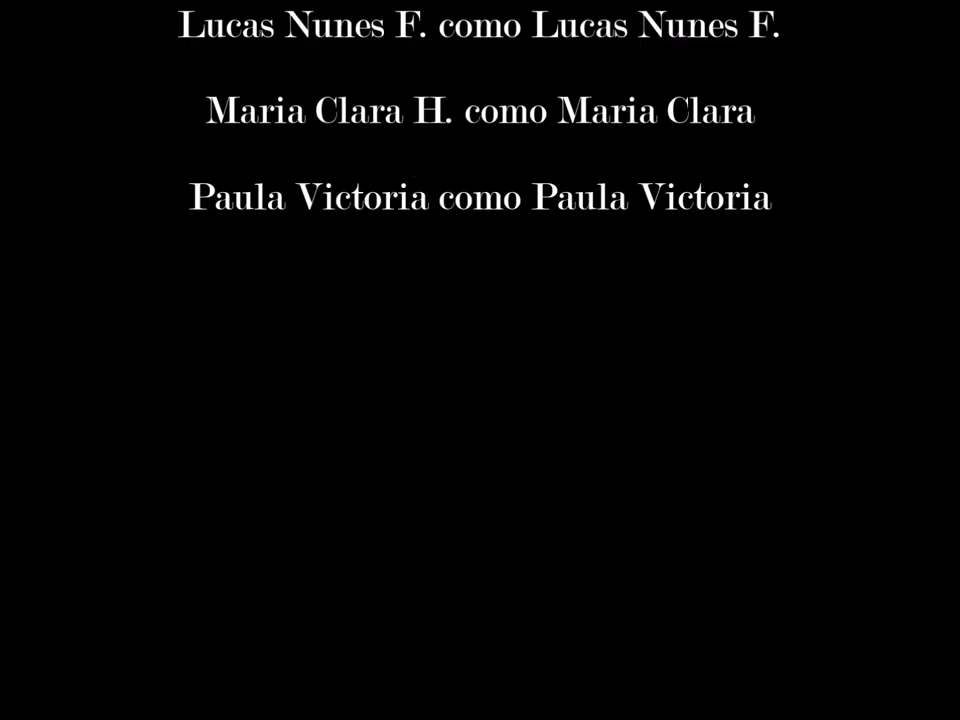 Lucas Nunes F. como Lucas Nunes F.
Maria Clara H. como Maria Clara
Paula Victoria como Paula Victoria